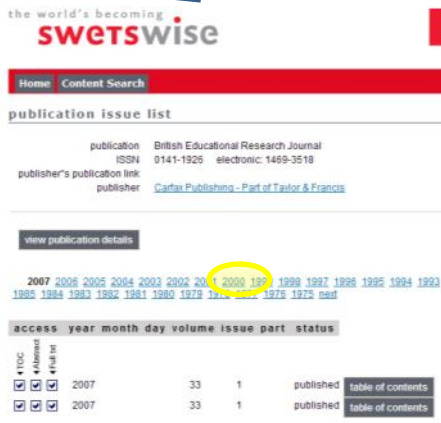 the world's becoming
swetswise
Home Content Search
publication issue list
publication British Educational Research Journal
ISSN 0141-1926 electronic: 1469-3518
publisher's publication link
publisher Carfax Publishing - Part of Taylor & Francis
view publication details
2007 2006 2005 2004 2003 2002 2001 2000 1999 1998 1997 1996 1995 1994 1993
1985 1984 1983 1982 1981 1980 1979 1976 1975 next
access year month day volume issue part status
TOC
Abstract
Full txt
2007 33 1 published table of contents
2007 33 1 published table of contents